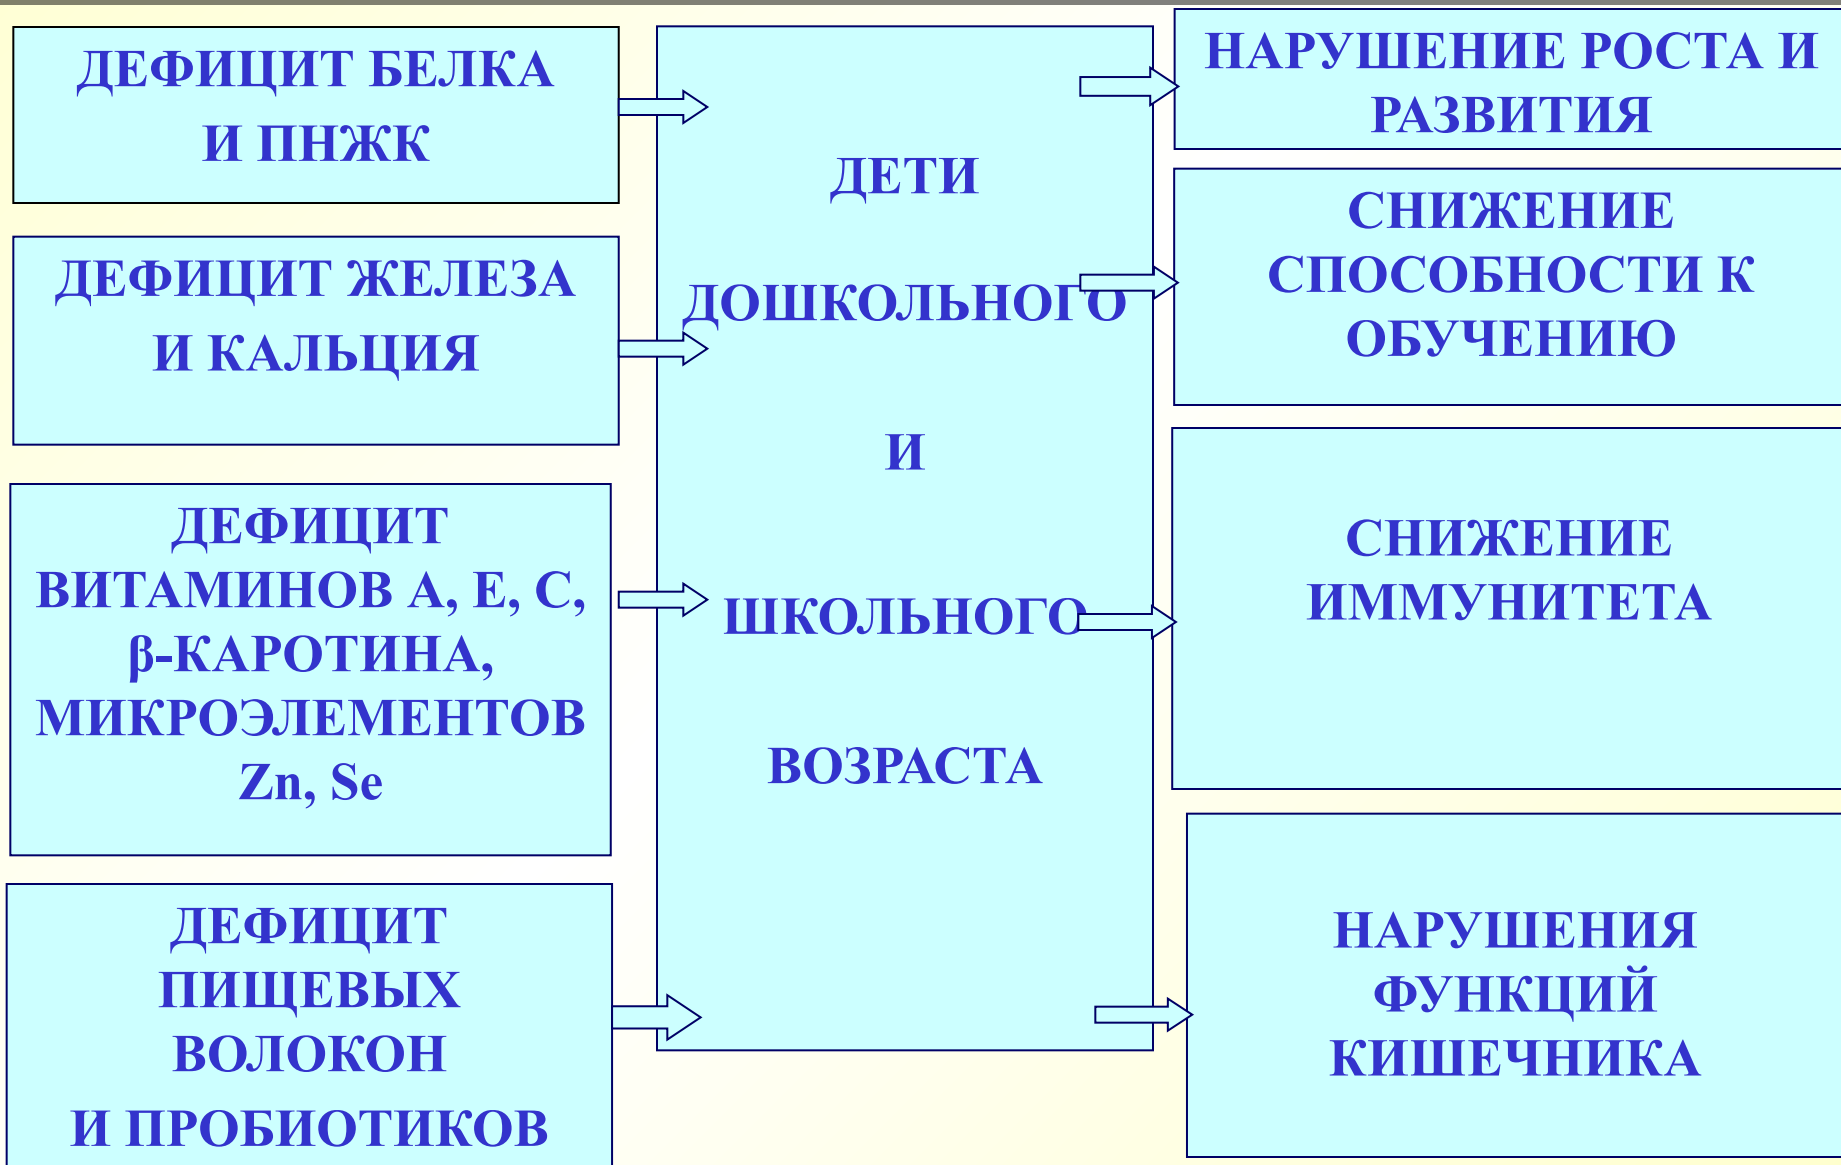 ДЕФИЦИТ БЕЛКА
И ПНЖК
ДЕФИЦИТ ЖЕЛЕЗА
И КАЛЬЦИЯ
ДЕФИЦИТ
ВИТАМИНОВ А, Е, С,
β-КАРОТИНА,
МИКРОЭЛЕМЕНТОВ
Zn, Se
ДЕФИЦИТ
ПИЩЕВЫХ
ВОЛОКОН
И ПРОБИОТИКОВ
ДЕТИ
ДОШКОЛЬНОГО
И
ШКОЛЬНОГО
ВОЗРАСТА
НАРУШЕНИЕ РОСТА И
РАЗВИТИЯ
СНИЖЕНИЕ
СПОСОБНОСТИ К
ОБУЧЕНИЮ
СНИЖЕНИЕ
ИММУНИТЕТА
НАРУШЕНИЯ
ФУНКЦИЙ
КИШЕЧНИКА